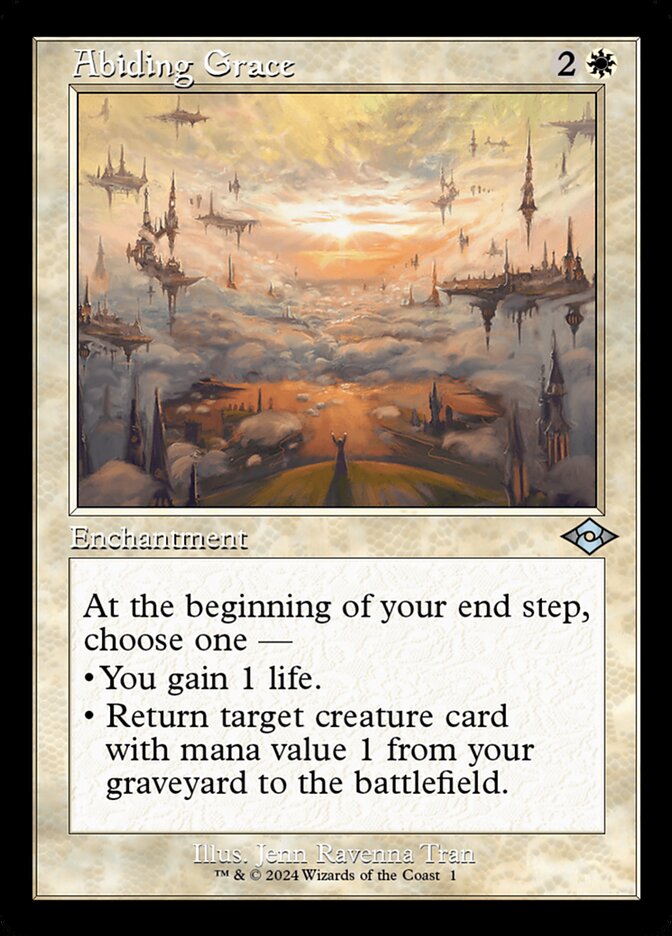 Abiding Grace 2
Enchantment
At the beginning of your end step,
choose one —
• You gain 1 life.
• Return target creature card
with mana value 1 from your
graveyard to the battlefield.
Illus. Jenn Ravenna Tran
™ & © 2024 Wizards of the Coast 1